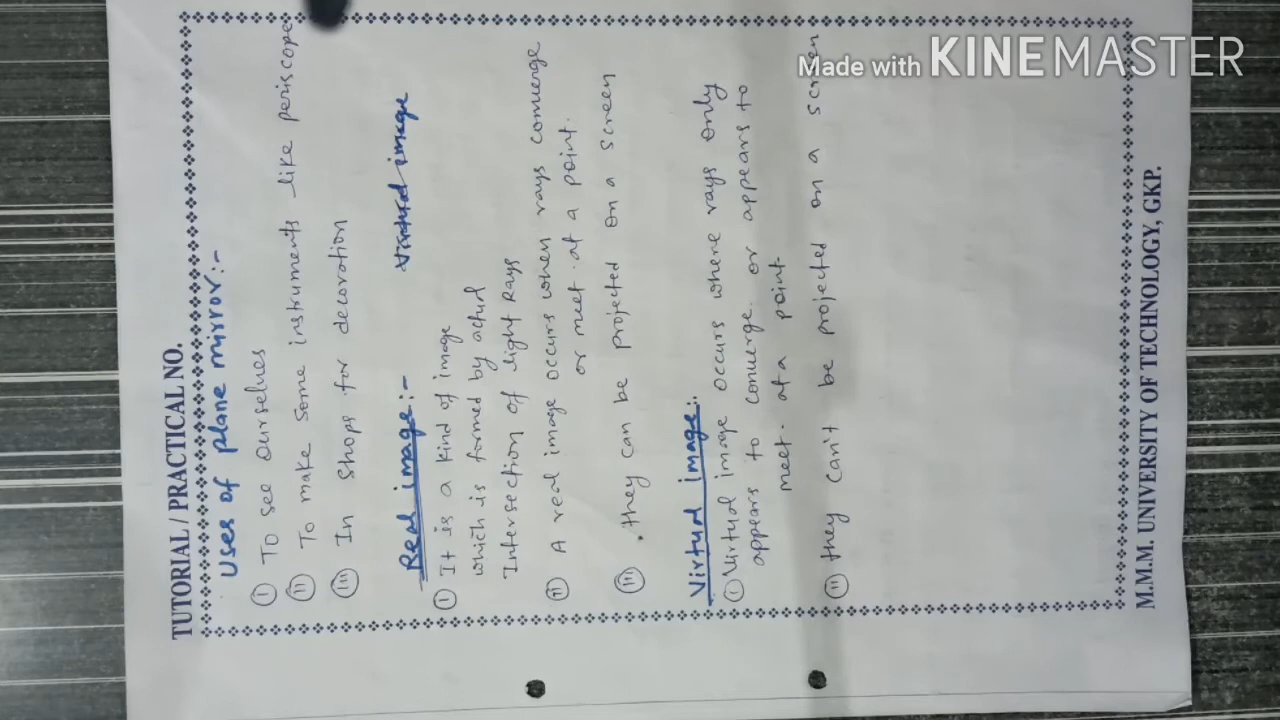 Made with KINEMASTER
TUTORIAL / PRACTICAL NO.
Uses of plane mirror:-
(i) To see ourselves
(ii) To make some instruments like periscope
(iii) In shops for decoration
Real image:- Virtual image
(i) It is a kind of image
which is formed by actual
Intersection of light Rays
(ii) A real image occurs when rays converge
or meet at a point.
(iii) they can be projected on a screen
Virtual image:
(i) Virtual image occurs where rays only
appears to converge or appears to
meet at a point
(ii) they can't be projected on a screen
M.M.M. UNIVERSITY OF TECHNOLOGY, GKP.